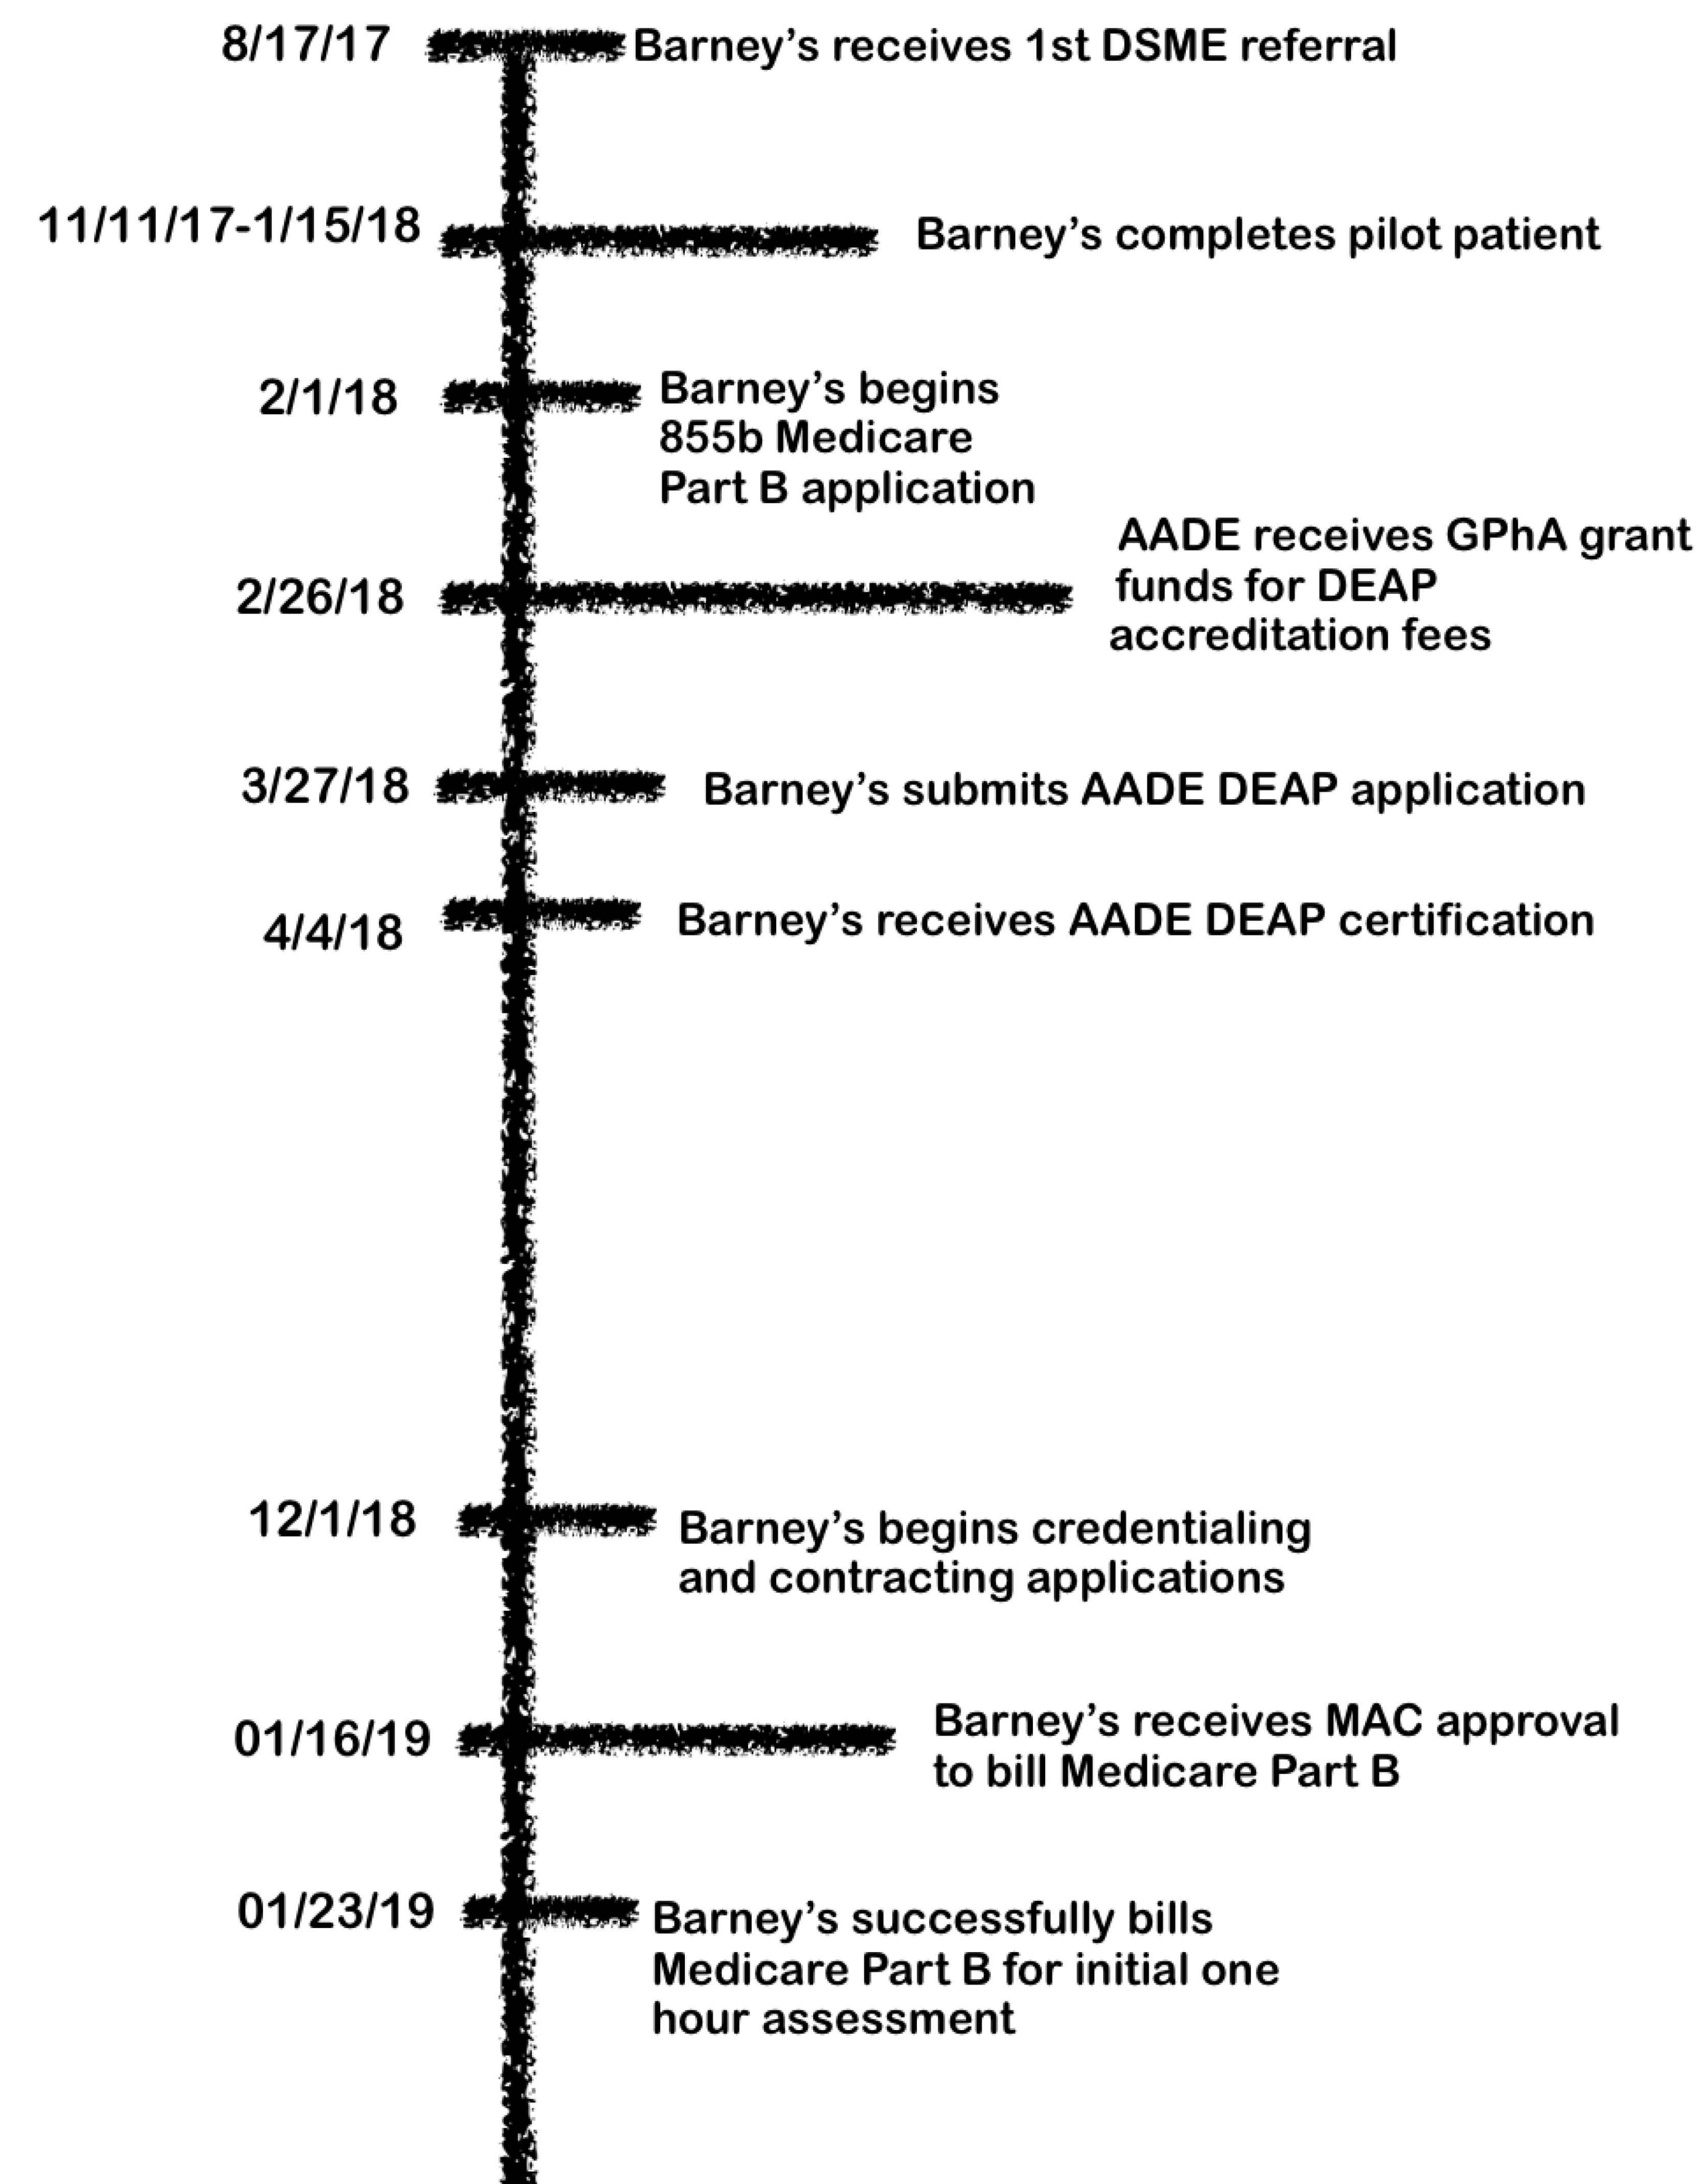 8/17/17 Barney's receives 1st DSME referral
11/11/17-1/15/18 Barney's completes pilot patient
2/1/18 Barney's begins
855b Medicare
Part B application
2/26/18 AADE receives GPhA grant
funds for DEAP
accreditation fees
3/27/18 Barney's submits AADE DEAP application
4/4/18 Barney's receives AADE DEAP certification
12/1/18 Barney's begins credentialing
and contracting applications
01/16/19 Barney's receives MAC approval
to bill Medicare Part B
01/23/19 Barney's successfully bills
Medicare Part B for initial one
hour assessment